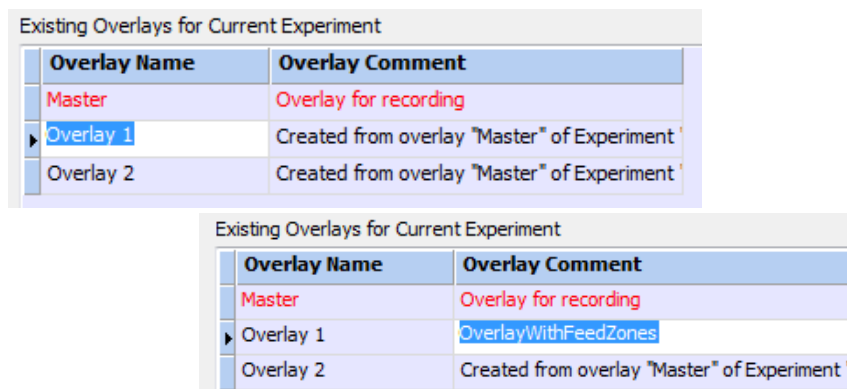 Existing Overlays for Current Experiment
Overlay Name Overlay Comment
Master Overlay for recording
Overlay 1 Created from overlay "Master" of Experiment '
Overlay 2 Created from overlay "Master" of Experiment '
Existing Overlays for Current Experiment
Overlay Name Overlay Comment
Master Overlay for recording
Overlay 1 OverlayWithFeedZones
Overlay 2 Created from overlay "Master" of Experiment '